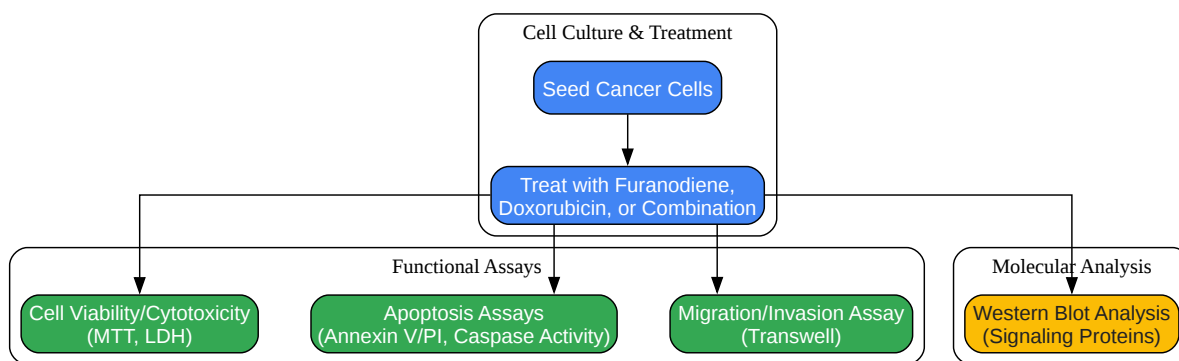 Cell Culture & Treatment
Seed Cancer Cells
Treat with Furanodiene,
Doxorubicin, or Combination
Functional Assays
Molecular Analysis
Cell Viability/Cytotoxicity
(MTT, LDH)
Apoptosis Assays
(Annexin V/PI, Caspase Activity)
Migration/Invasion Assay
(Transwell)
Western Blot Analysis
(Signaling Proteins)